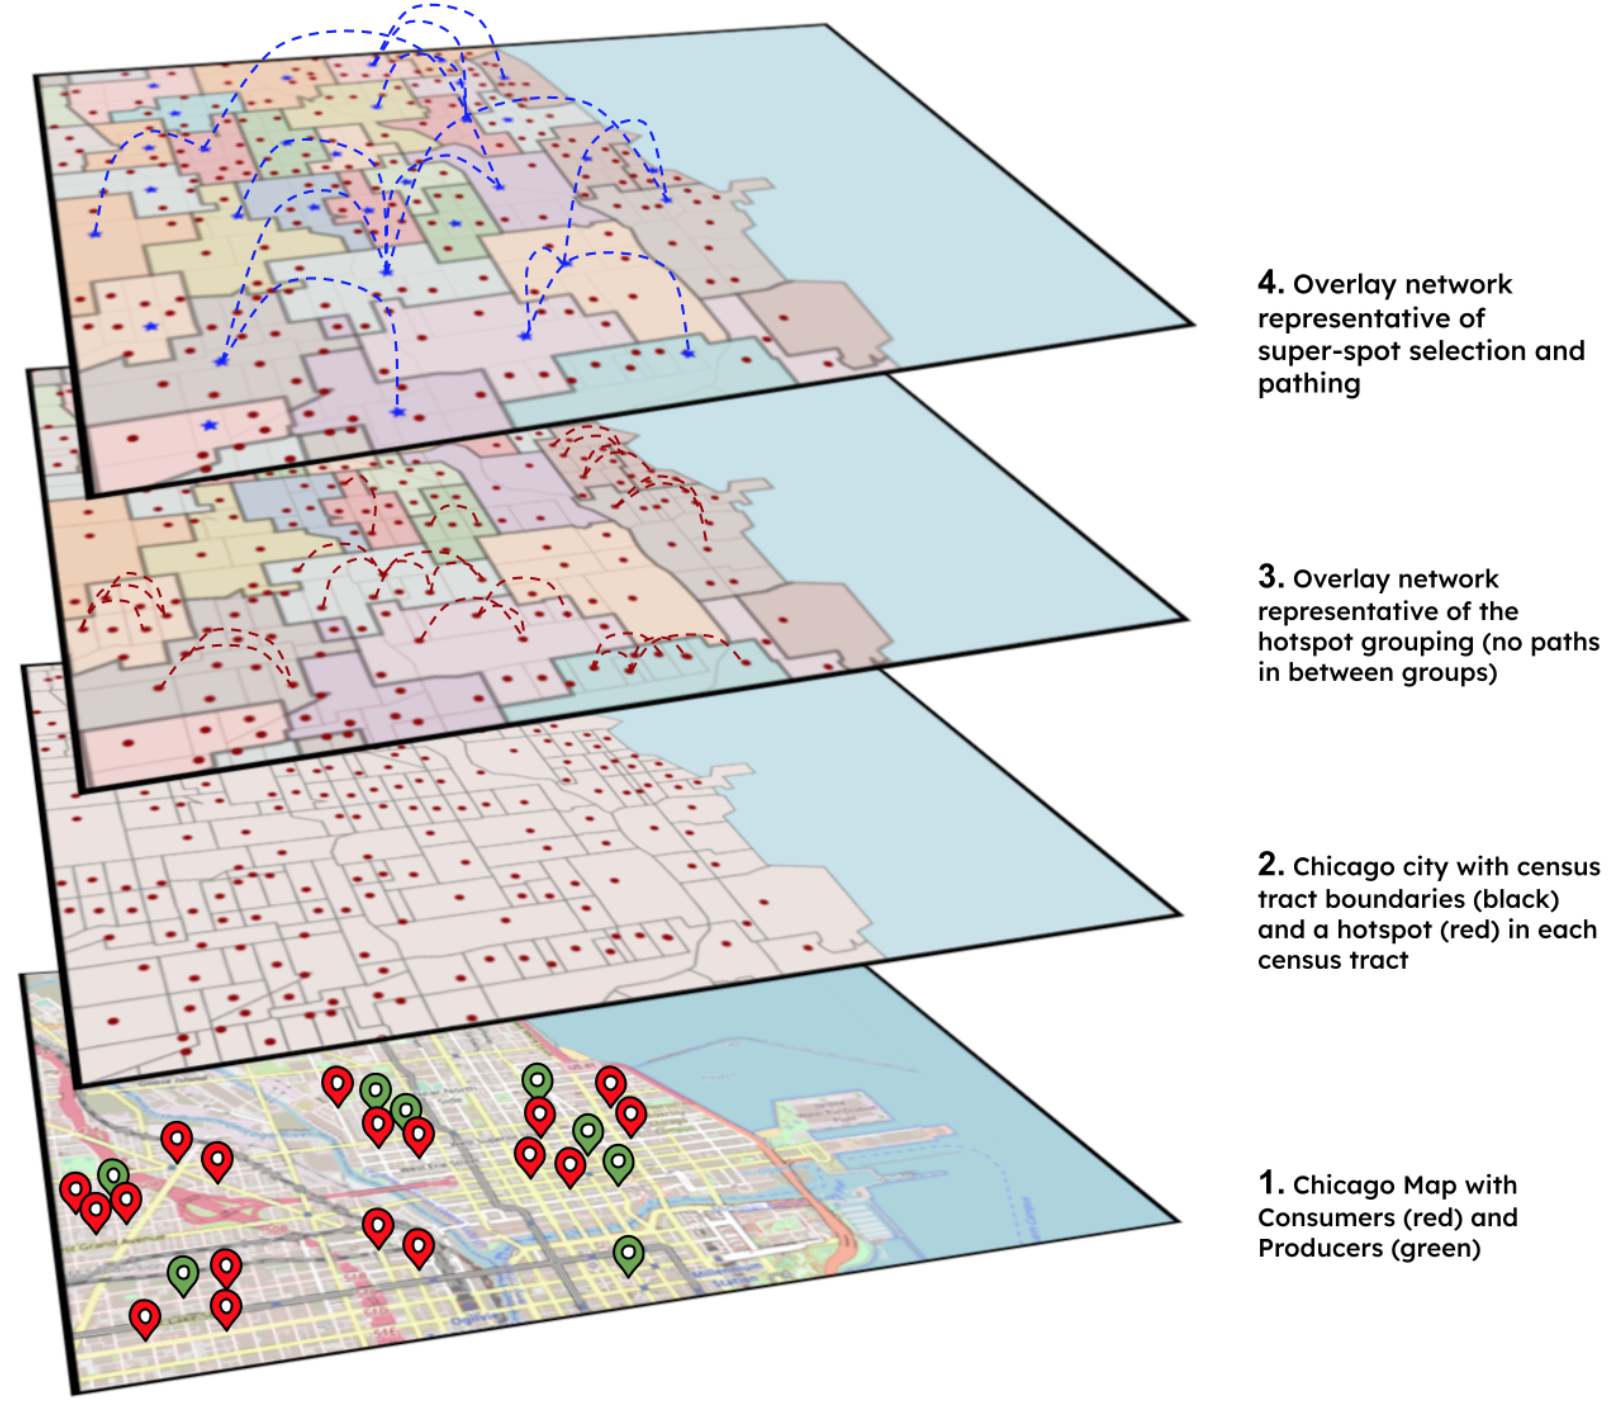 4. Overlay network
representative of
super-spot selection and
pathing
3. Overlay network
representative of the
hotspot grouping (no paths
in between groups)
2. Chicago city with census
tract boundaries (black)
and a hotspot (red) in each
census tract
1. Chicago Map with
Consumers (red) and
Producers (green)